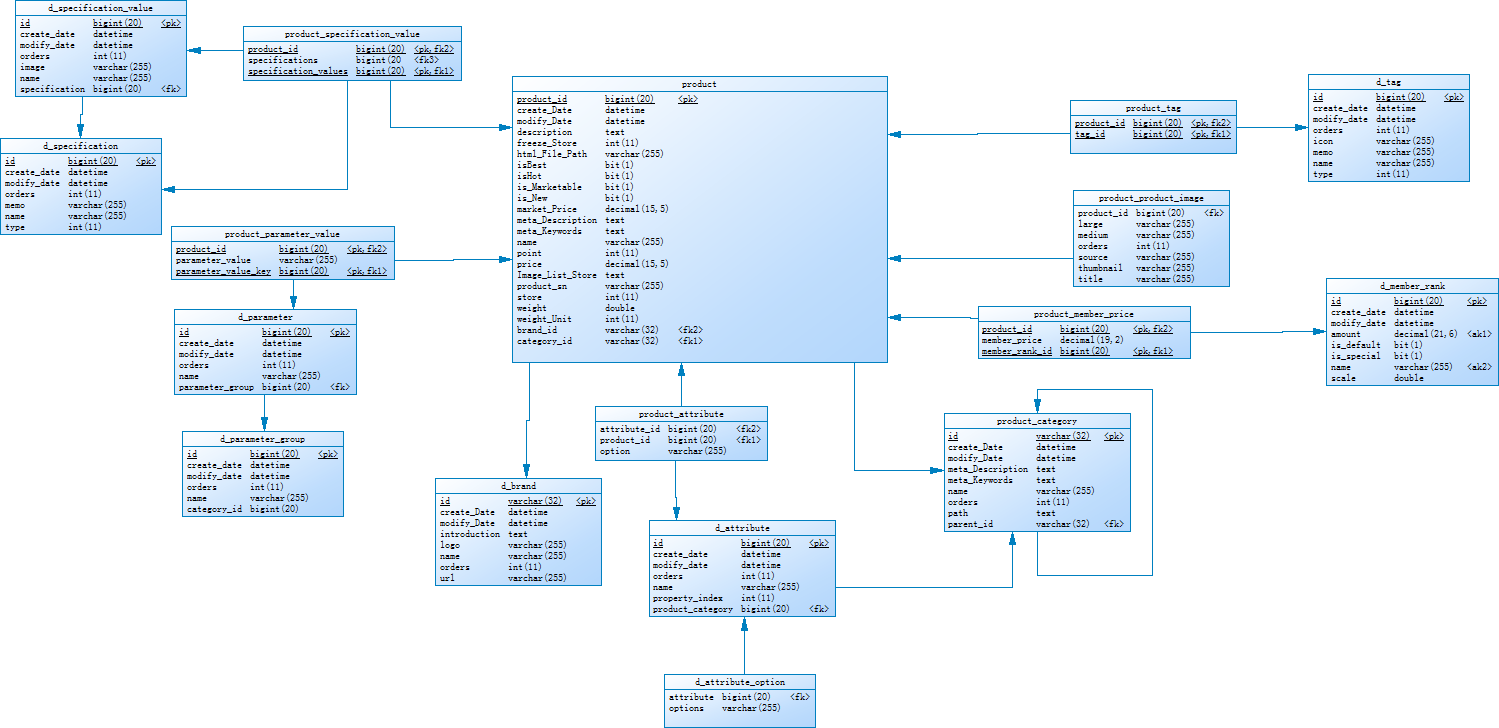 d_specification_value
id bigint(20) <pk>
create_date datetime
modify_date datetime
orders int(11)
image varchar(255)
name varchar(255)
specification bigint(20) <fk>
product_specification_value
product_id bigint(20) <pk,fk2>
specifications bigint(20 <fk3>
specification_values bigint(20) <pk,fk1>
d_specification
id bigint(20) <pk>
create_date datetime
modify_date datetime
orders int(11)
memo varchar(255)
name varchar(255)
type int(11)
product
product_id bigint(20) <pk>
create_Date datetime
modify_Date datetime
description text
freeze_Store int(11)
html_File_Path varchar(255)
isBest bit(1)
isHot bit(1)
is_Marketable bit(1)
is_New bit(1)
market_Price decimal(15,5)
meta_Description text
meta_Keywords text
name varchar(255)
point int(11)
price decimal(15,5)
Image_List_Store text
product_sn varchar(255)
store int(11)
weight double
weight_Unit int(11)
brand_id varchar(32) <fk2>
category_id varchar(32) <fk1>
product_tag
product_id bigint(20) <pk,fk2>
tag_id bigint(20) <pk,fk1>
d_tag
id bigint(20) <pk>
create_date datetime
modify_date datetime
orders int(11)
icon varchar(255)
memo varchar(255)
name varchar(255)
type int(11)
product_product_image
product_id bigint(20) <fk>
large varchar(255)
medium varchar(255)
orders int(11)
source varchar(255)
thumbnail varchar(255)
title varchar(255)
product_parameter_value
product_id bigint(20) <pk,fk2>
parameter_value varchar(255)
parameter_value_key bigint(20) <pk,fk1>
d_parameter
id bigint(20) <pk>
create_date datetime
modify_date datetime
orders int(11)
name varchar(255)
parameter_group bigint(20) <fk>
d_parameter_group
id bigint(20) <pk>
create_date datetime
modify_date datetime
orders int(11)
name varchar(255)
category_id bigint(20)
product_member_price
product_id bigint(20) <pk,fk2>
member_price decimal(19,2)
member_rank_id bigint(20) <pk,fk1>
d_member_rank
id bigint(20) <pk>
create_date datetime
modify_date datetime
amount decimal(21,6) <ak1>
is_default bit(1)
is_special bit(1)
name varchar(255) <ak2>
scale double
product_attribute
attribute_id bigint(20) <fk2>
product_id bigint(20) <fk1>
option varchar(255)
product_category
id varchar(32) <pk>
create_Date datetime
modify_Date datetime
meta_Description text
meta_Keywords text
name varchar(255)
orders int(11)
path text
parent_id varchar(32) <fk>
d_brand
id varchar(32) <pk>
create_Date datetime
modify_Date datetime
introduction text
logo varchar(255)
name varchar(255)
orders int(11)
url varchar(255)
d_attribute
id bigint(20) <pk>
create_date datetime
modify_date datetime
orders int(11)
name varchar(255)
property_index int(11)
product_category bigint(20) <fk>
d_attribute_option
attribute bigint(20) <fk>
options varchar(255)